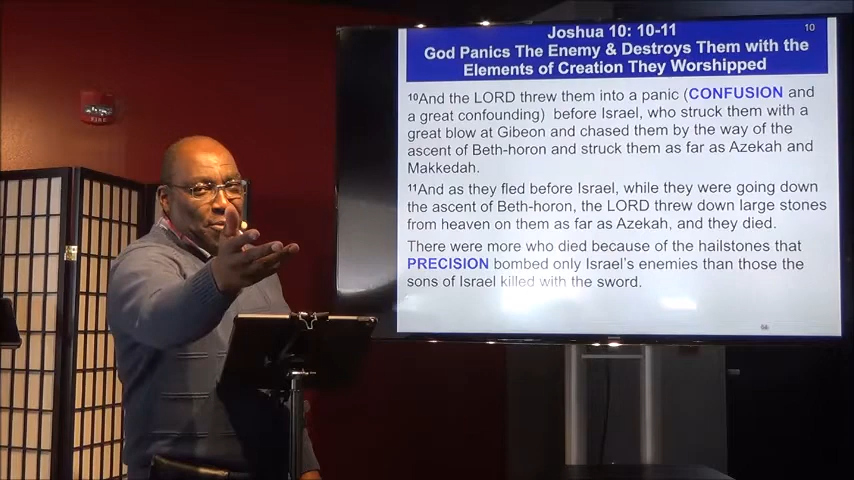 Joshua 10: 10-11
10
God Panics The Enemy & Destroys Them with the
Elements of Creation They Worshipped
10And the LORD threw them into a panic (CONFUSION and
a great confounding) before Israel, who struck them with a
great blow at Gibeon and chased them by the way of the
ascent of Beth-horon and struck them as far as Azekah and
Makkedah.
11And as they fled before Israel, while they were going down
the ascent of Beth-horon, the LORD threw down large stones
from heaven on them as far as Azekah, and they died.
There were more who died because of the hailstones that
PRECISION bombed only Israel's enemies than those the
sons of Israel killed with the sword.
FIRE